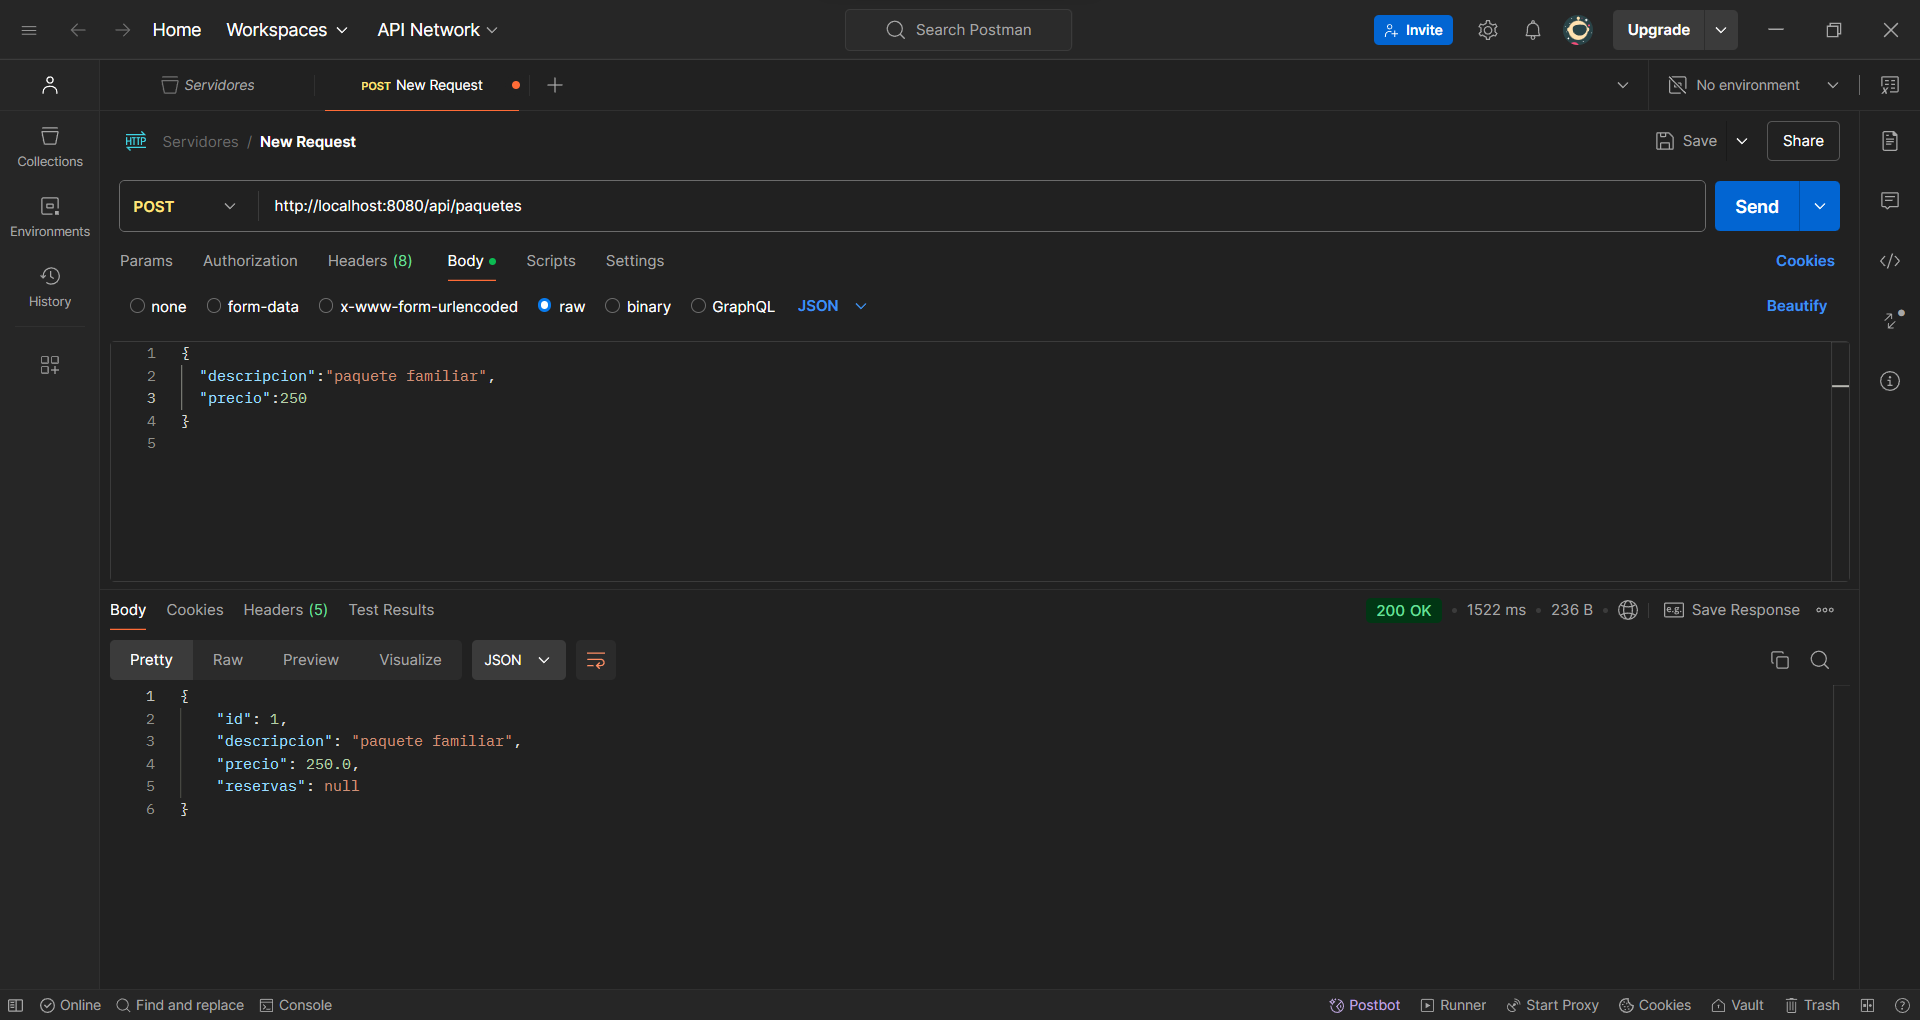 Home Workspaces API Network Search Postman Invite Upgrade
Servidores POST New Request No environment
HTTP Servidores / New Request Save Share
Collections
POST http://localhost:8080/api/paquetes Send
Environments
Params Authorization Headers (8) Body Scripts Settings Cookies
History
none form-data x-www-form-urlencoded raw binary GraphQL JSON Beautify
1 {
2 "descripcion":"paquete familiar",
3 "precio":250
4 }
5
Body Cookies Headers (5) Test Results 200 OK 1522 ms 236 B e.g. Save Response
Pretty Raw Preview Visualize JSON
1 {
2 "id": 1,
3 "descripcion": "paquete familiar",
4 "precio": 250.0,
5 "reservas": null
6 }
Online Find and replace Console Postbot Runner Start Proxy Cookies Vault Trash